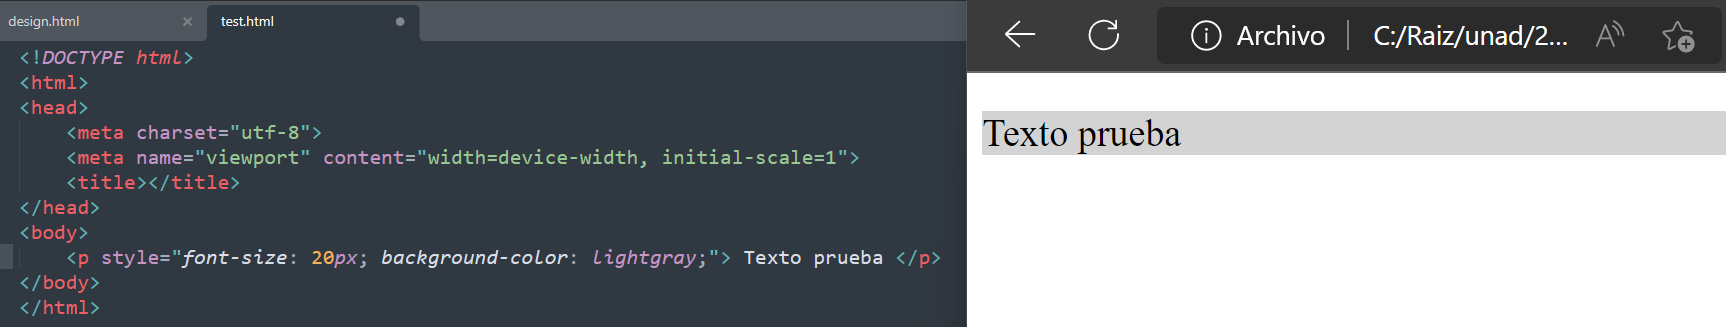 design.html × test.html
<!DOCTYPE html>
<html>
<head>
<meta charset="utf-8">
<meta name="viewport" content="width=device-width, initial-scale=1">
<title></title>
</head>
<body>
<p style="font-size: 20px; background-color: lightgray;"> Texto prueba </p>
</body>
</html>
Archivo | C:/Raiz/unad/2... A
Texto prueba